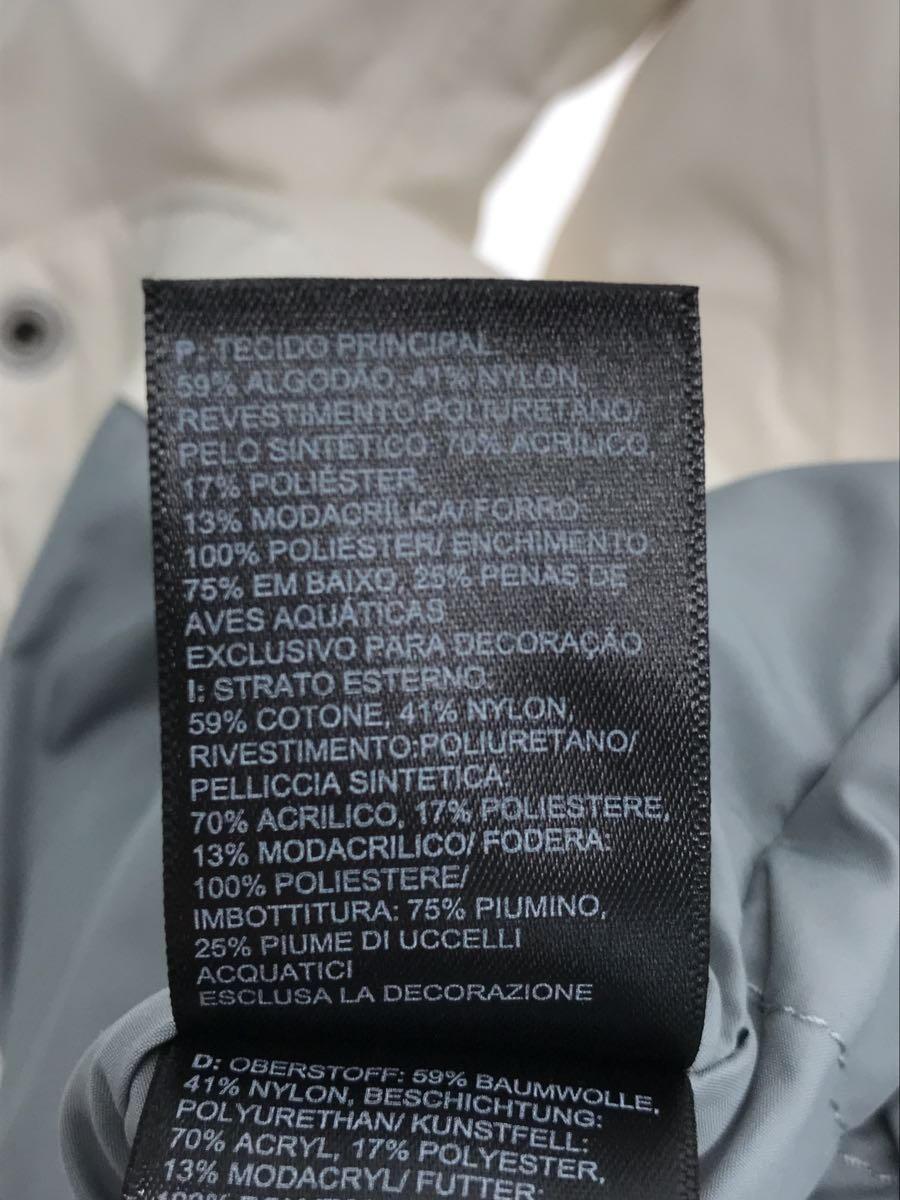 P: TECIDO PRINCIPAL:
59% ALGODÃO, 41% NYLON,
REVESTIMENTO:POLIURETANO/
PELO SINTÉTICO: 70% ACRÍLICO,
17% POLIÉSTER,
13% MODACRÍLICA/ FORRO:
100% POLIÉSTER/ ENCHIMENTO:
75% EM BAIXO, 25% PENAS DE
AVES AQUÁTICAS
EXCLUSIVO PARA DECORAÇÃO
I: STRATO ESTERNO:
59% COTONE, 41% NYLON,
RIVESTIMENTO:POLIURETANO/
PELLICCIA SINTETICA:
70% ACRILICO, 17% POLIESTERE,
13% MODACRILICO/ FODERA:
100% POLIESTERE/
IMBOTTITURA: 75% PIUMINO,
25% PIUME DI UCCELLI
ACQUATICI
ESCLUSA LA DECORAZIONE
D: OBERSTOFF: 59% BAUMWOLLE,
41% NYLON, BESCHICHTUNG:
POLYURETHAN/ KUNSTFELL:
70% ACRYL, 17% POLYESTER,
13% MODACRYL/ FUTTER: